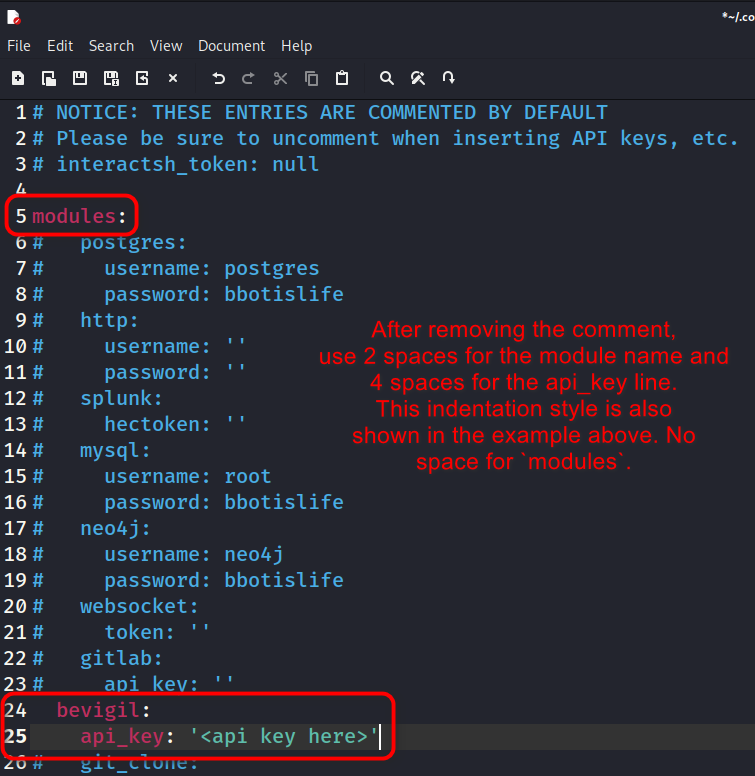 *~/.co
File Edit Search View Document Help
1 # NOTICE: THESE ENTRIES ARE COMMENTED BY DEFAULT
2 # Please be sure to uncomment when inserting API keys, etc.
3 # interactsh_token: null
4
5 modules:
6 #   postgres:
7 #     username: postgres
8 #     password: bbotislife
9 #   http:
10 #     username: ''
11 #     password: ''
12 #   splunk:
13 #     hectoken: ''
14 #   mysql:
15 #     username: root
16 #     password: bbotislife
17 #   neo4j:
18 #     username: neo4j
19 #     password: bbotislife
20 #   websocket:
21 #     token: ''
22 #   gitlab:
23 #     api_key: ''
24   bevigil:
25     api_key: '<api key here>'
26 #   git_clone:
After removing the comment,
use 2 spaces for the module name and
4 spaces for the api_key line.
This indentation style is also
shown in the example above. No
space for `modules`.